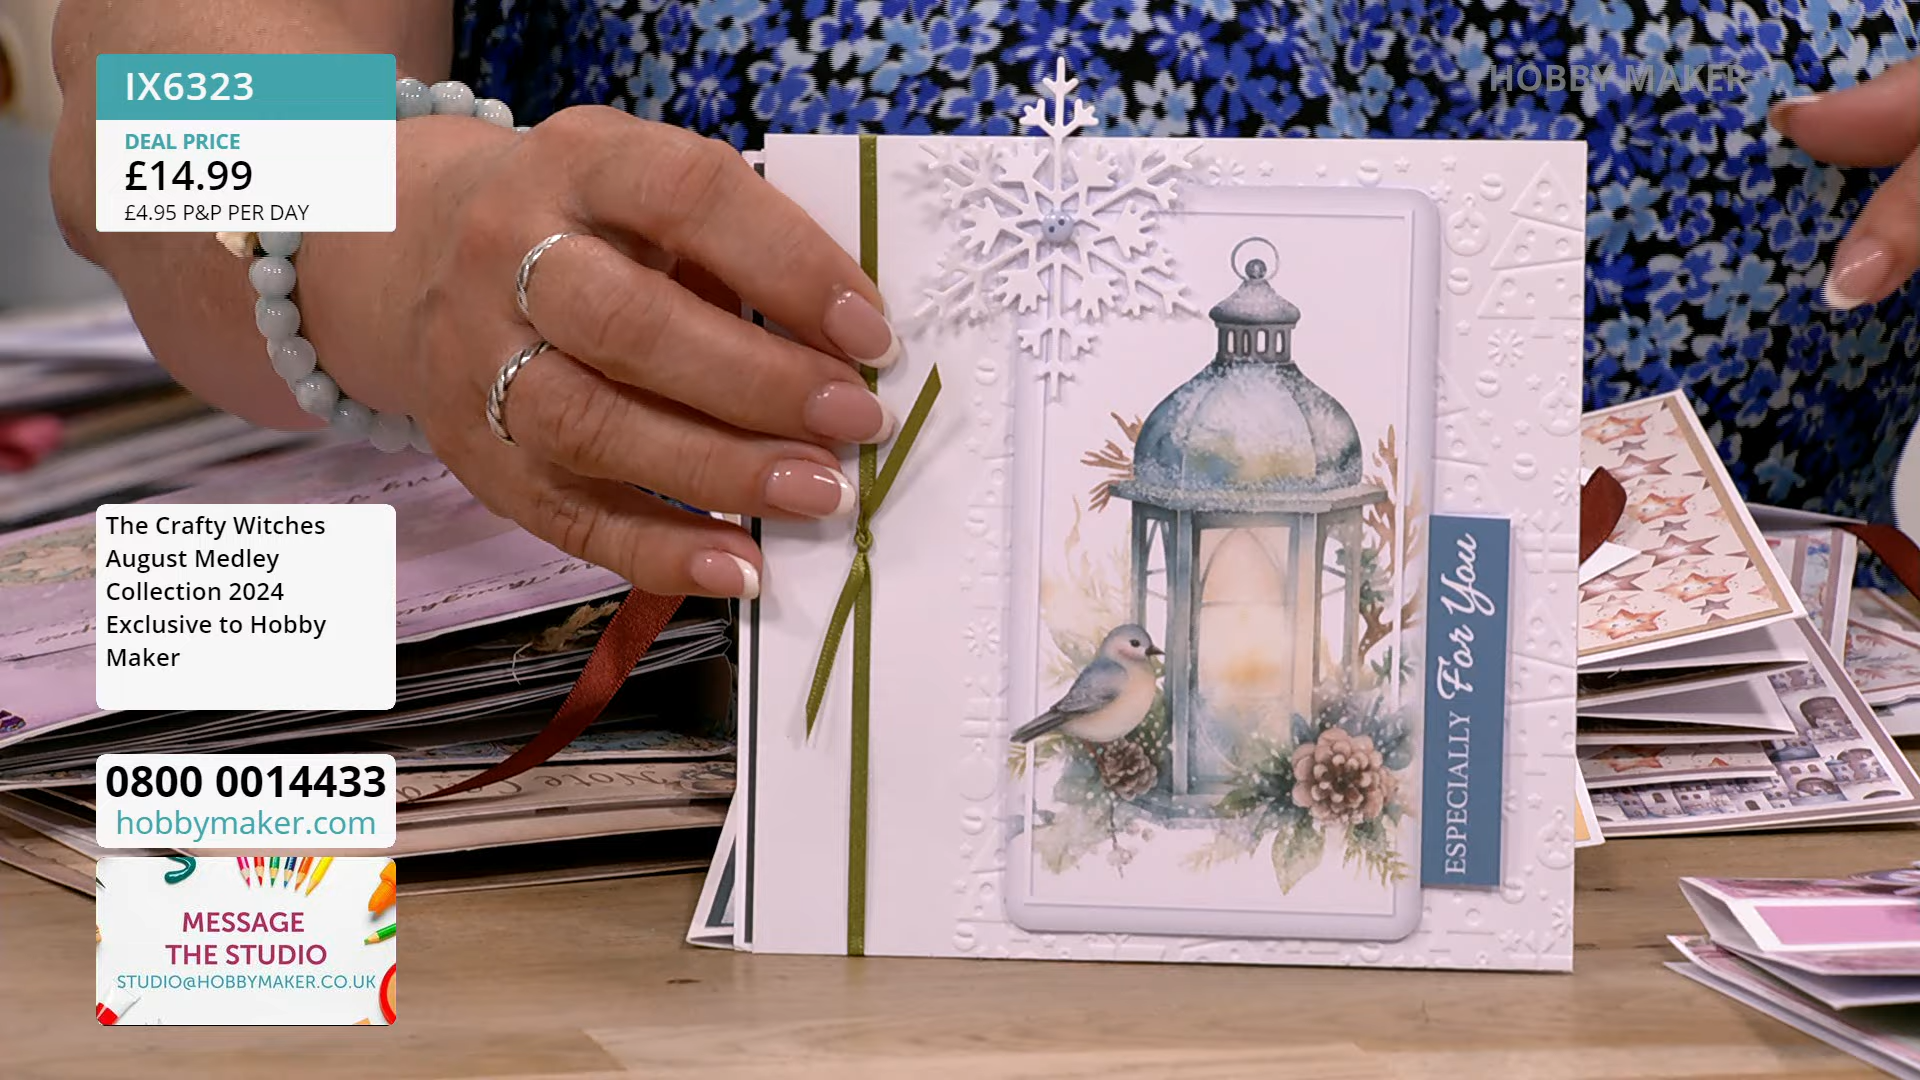 IX6323
DEAL PRICE
£14.99
£4.95 P&P PER DAY
HOBBY MAKER
The Crafty Witches
August Medley
Collection 2024
Exclusive to Hobby
Maker
ESPECIALLY For You
0800 0014433
hobbymaker.com
MESSAGE
THE STUDIO
STUDIO@HOBBYMAKER.CO.UK